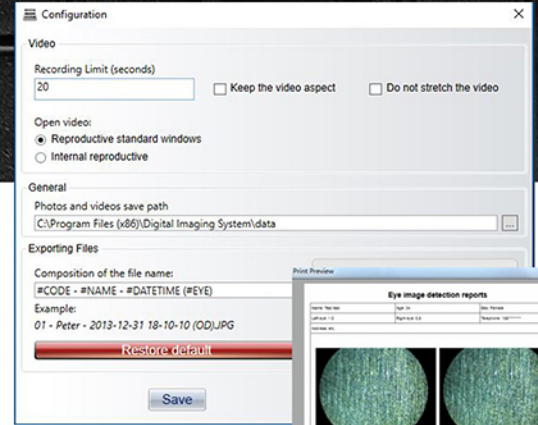 Configuration
Video
Recording Limit (seconds)
20
Keep the video aspect
Do not stretch the video
Open video:
Reproductive standard windows
Internal reproductive
General
Photos and videos save path
C:\Program Files (x86)\Digital Imaging System\data
...
Exporting Files
Composition of the file name:
#CODE - #NAME - #DATETIME (#EYE)
Example:
01 - Peter - 2013-12-31 18-10-10 (OD).JPG
Restore default
Save
Print Preview
Eye image detection reports